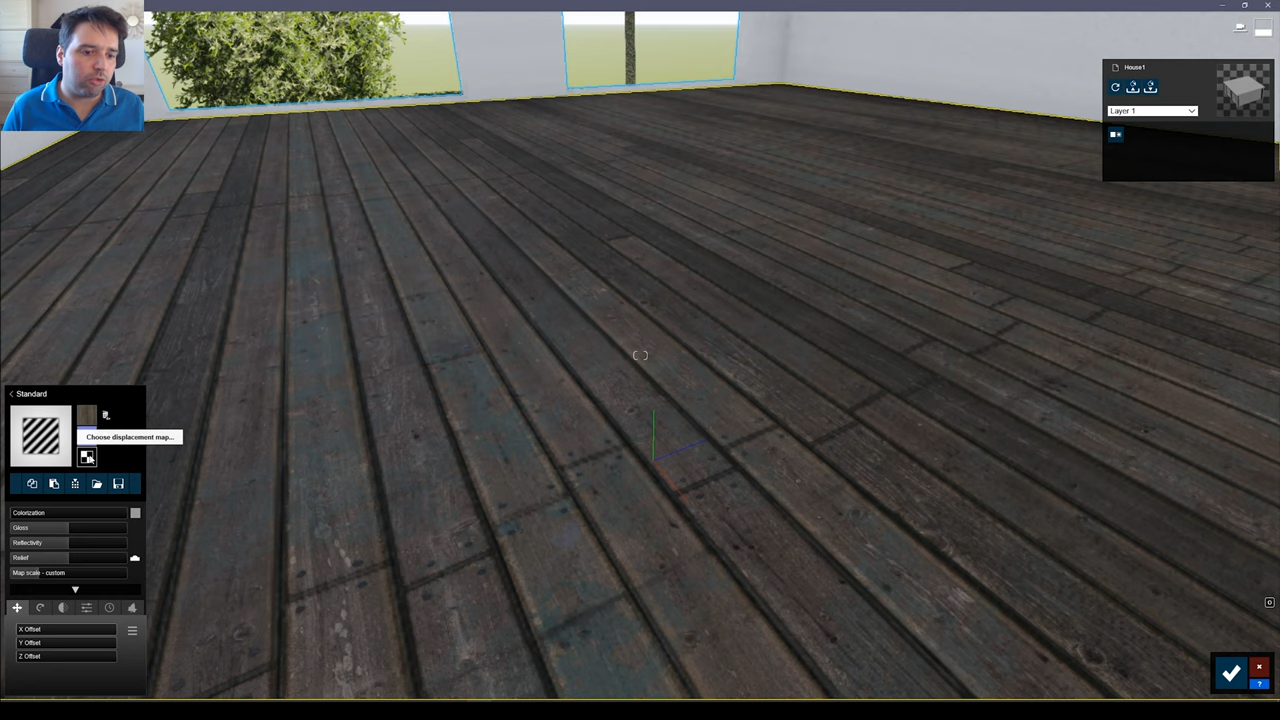 House1
Layer 1
Standard
Choose displacement map...
Colorization
Gloss
Reflectivity
Relief
Map scale - custom
X Offset
Y Offset
Z Offset
?